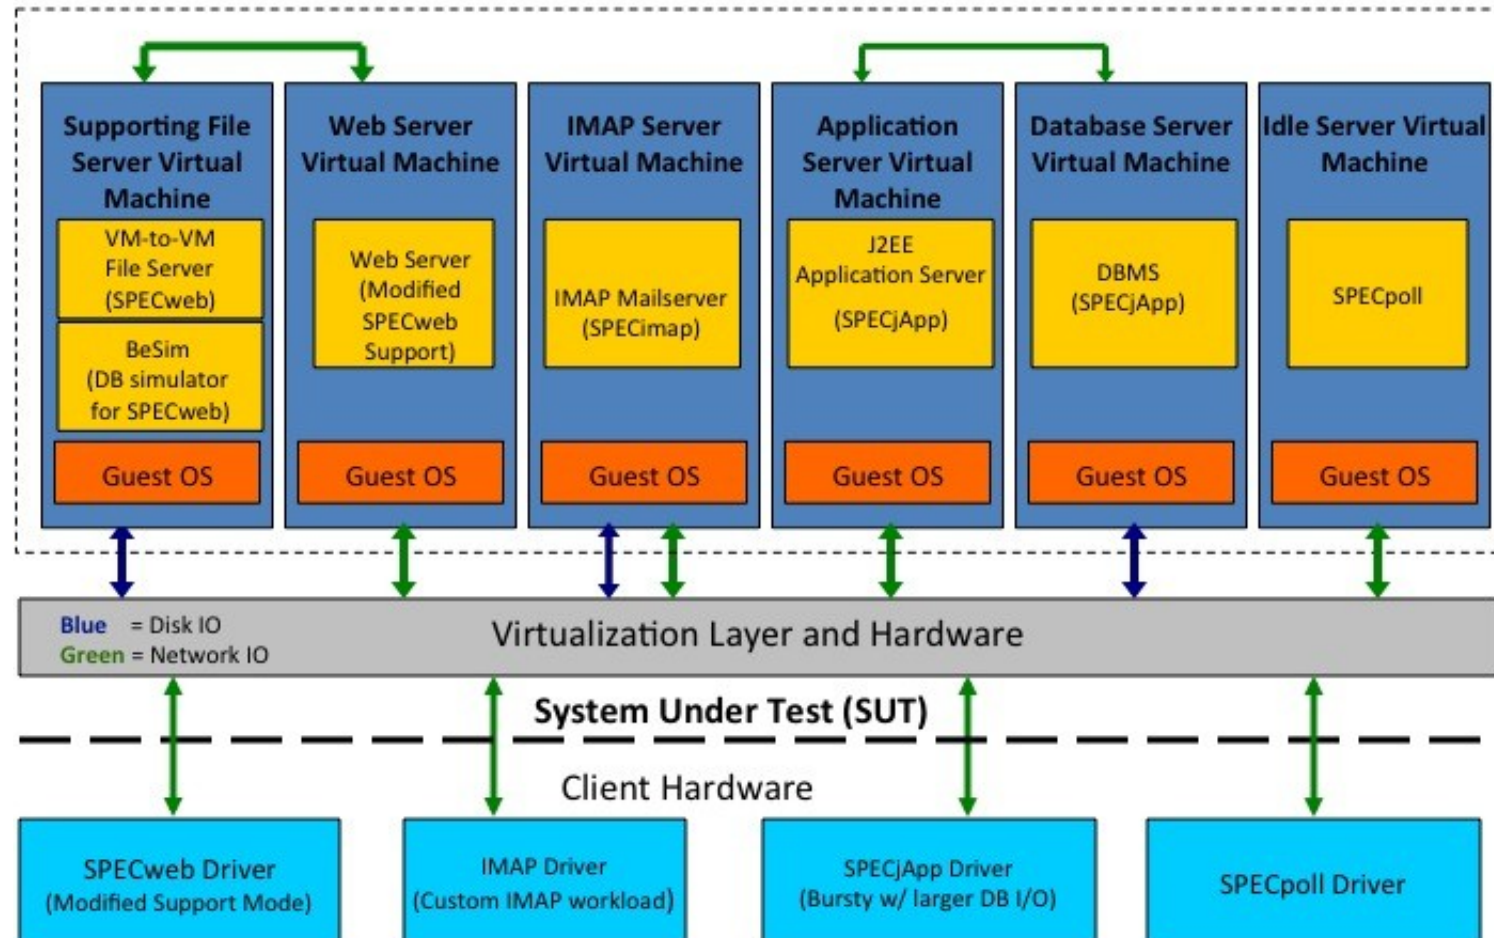 Supporting File
Server Virtual
Machine
VM-to-VM
File Server
(SPECweb)
BeSim
(DB simulator
for SPECweb)
Guest OS
Web Server
Virtual Machine
Web Server
(Modified
SPECweb
Support)
Guest OS
IMAP Server
Virtual Machine
IMAP Mailserver
(SPECimap)
Guest OS
Application
Server Virtual
Machine
J2EE
Application Server
(SPECjApp)
Guest OS
Database Server
Virtual Machine
DBMS
(SPECjApp)
Guest OS
Idle Server Virtual
Machine
SPECpoll
Guest OS
Blue = Disk IO
Green = Network IO
Virtualization Layer and Hardware
System Under Test (SUT)
Client Hardware
SPECweb Driver
(Modified Support Mode)
IMAP Driver
(Custom IMAP workload)
SPECjApp Driver
(Bursty w/ larger DB I/O)
SPECpoll Driver